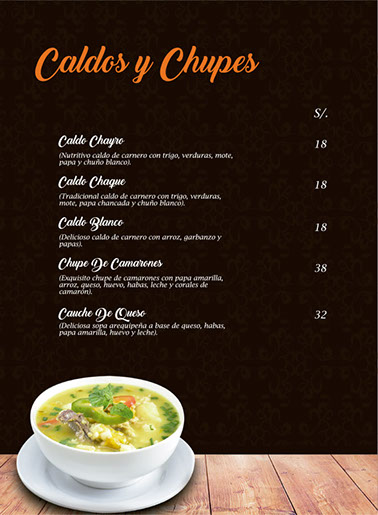 Caldos y Chupes
S/.
Caldo Chayro 18
(Nutritivo caldo de carnero con trigo, verduras, mote,
papa y chuño blanco).
Caldo Chaque 18
(Tradicional caldo de carnero con trigo, verduras,
mote, papa chancada y chuño blanco).
Caldo Blanco 18
(Delicioso caldo de carnero con arroz, garbanzo y
papas).
Chupe De Camarones 38
(Exquisito chupe de camarones con papa amarilla,
arroz, queso, huevo, habas, leche y corales de
camarón).
Cauche De Queso 32
(Deliciosa sopa arequipeña a base de queso, habas,
papa amarilla, huevo y leche).